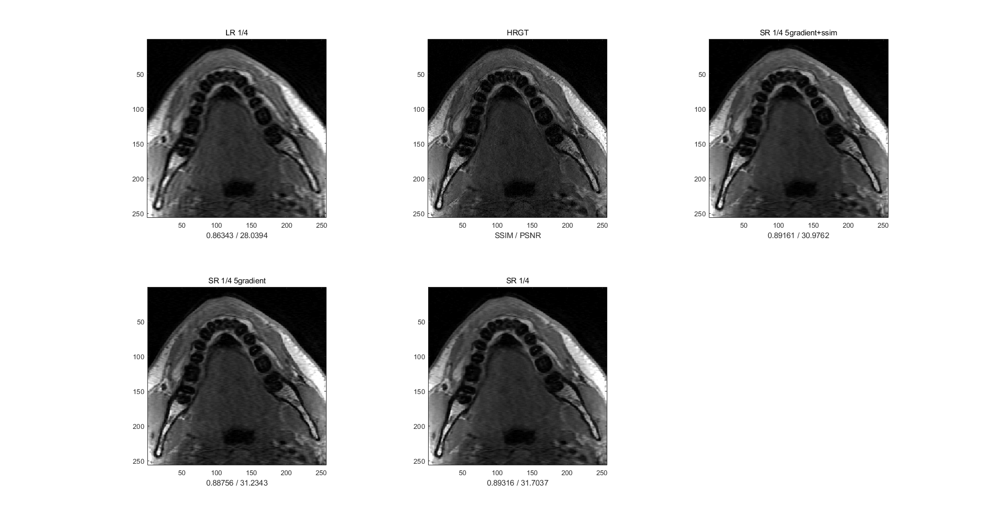 LR 1/4
50
100
150
200
250
50 100 150 200 250
0.86343 / 28.0394
HRGT
50
100
150
200
250
50 100 150 200 250
SSIM / PSNR
SR 1/4 5gradient+ssim
50
100
150
200
250
50 100 150 200 250
0.89161 / 30.9762
SR 1/4 5gradient
50
100
150
200
250
50 100 150 200 250
0.88756 / 31.2343
SR 1/4
50
100
150
200
250
50 100 150 200 250
0.89316 / 31.7037